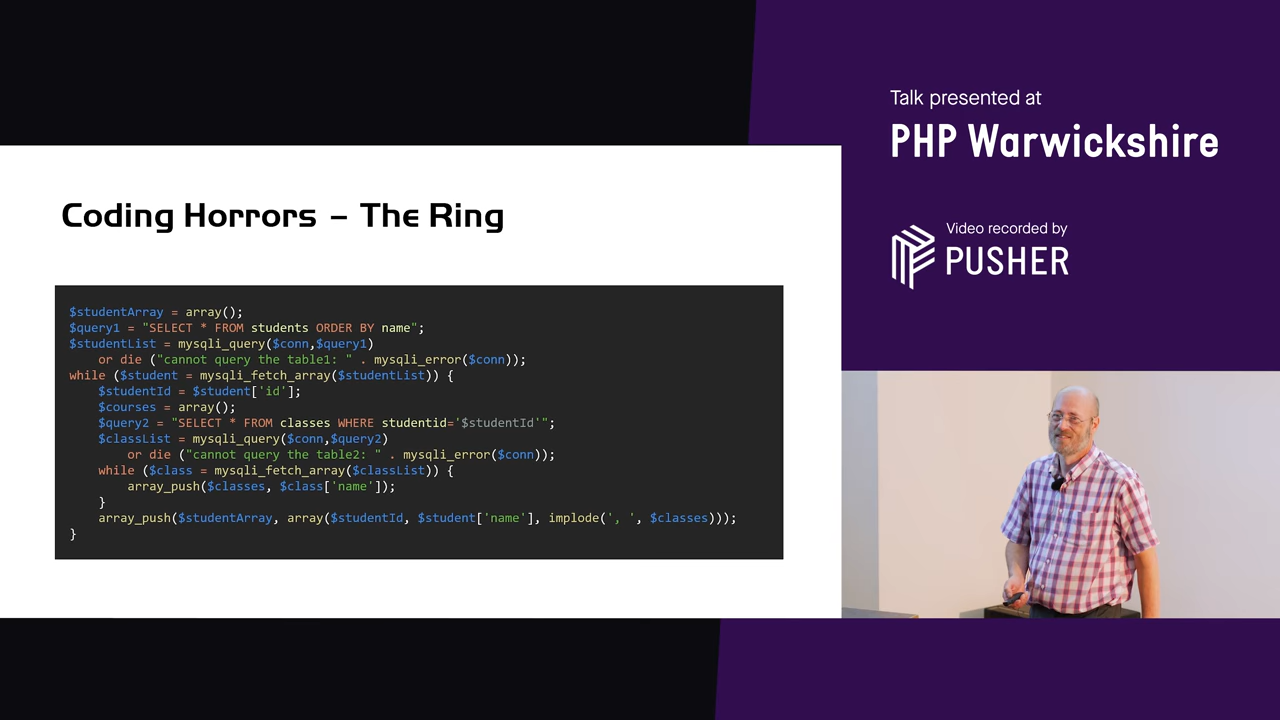 Talk presented at
PHP Warwickshire
Video recorded by
PUSHER
Coding Horrors – The Ring
$studentArray = array();
$query1 = "SELECT * FROM students ORDER BY name";
$studentList = mysqli_query($conn,$query1)
    or die ("cannot query the table1: " . mysqli_error($conn));
while ($student = mysqli_fetch_array($studentList)) {
    $studentId = $student['id'];
    $courses = array();
    $query2 = "SELECT * FROM classes WHERE studentid='$studentId'";
    $classList = mysqli_query($conn,$query2)
        or die ("cannot query the table2: " . mysqli_error($conn));
    while ($class = mysqli_fetch_array($classList)) {
        array_push($classes, $class['name']);
    }
    array_push($studentArray, array($studentId, $student['name'], implode(', ', $classes)));
}